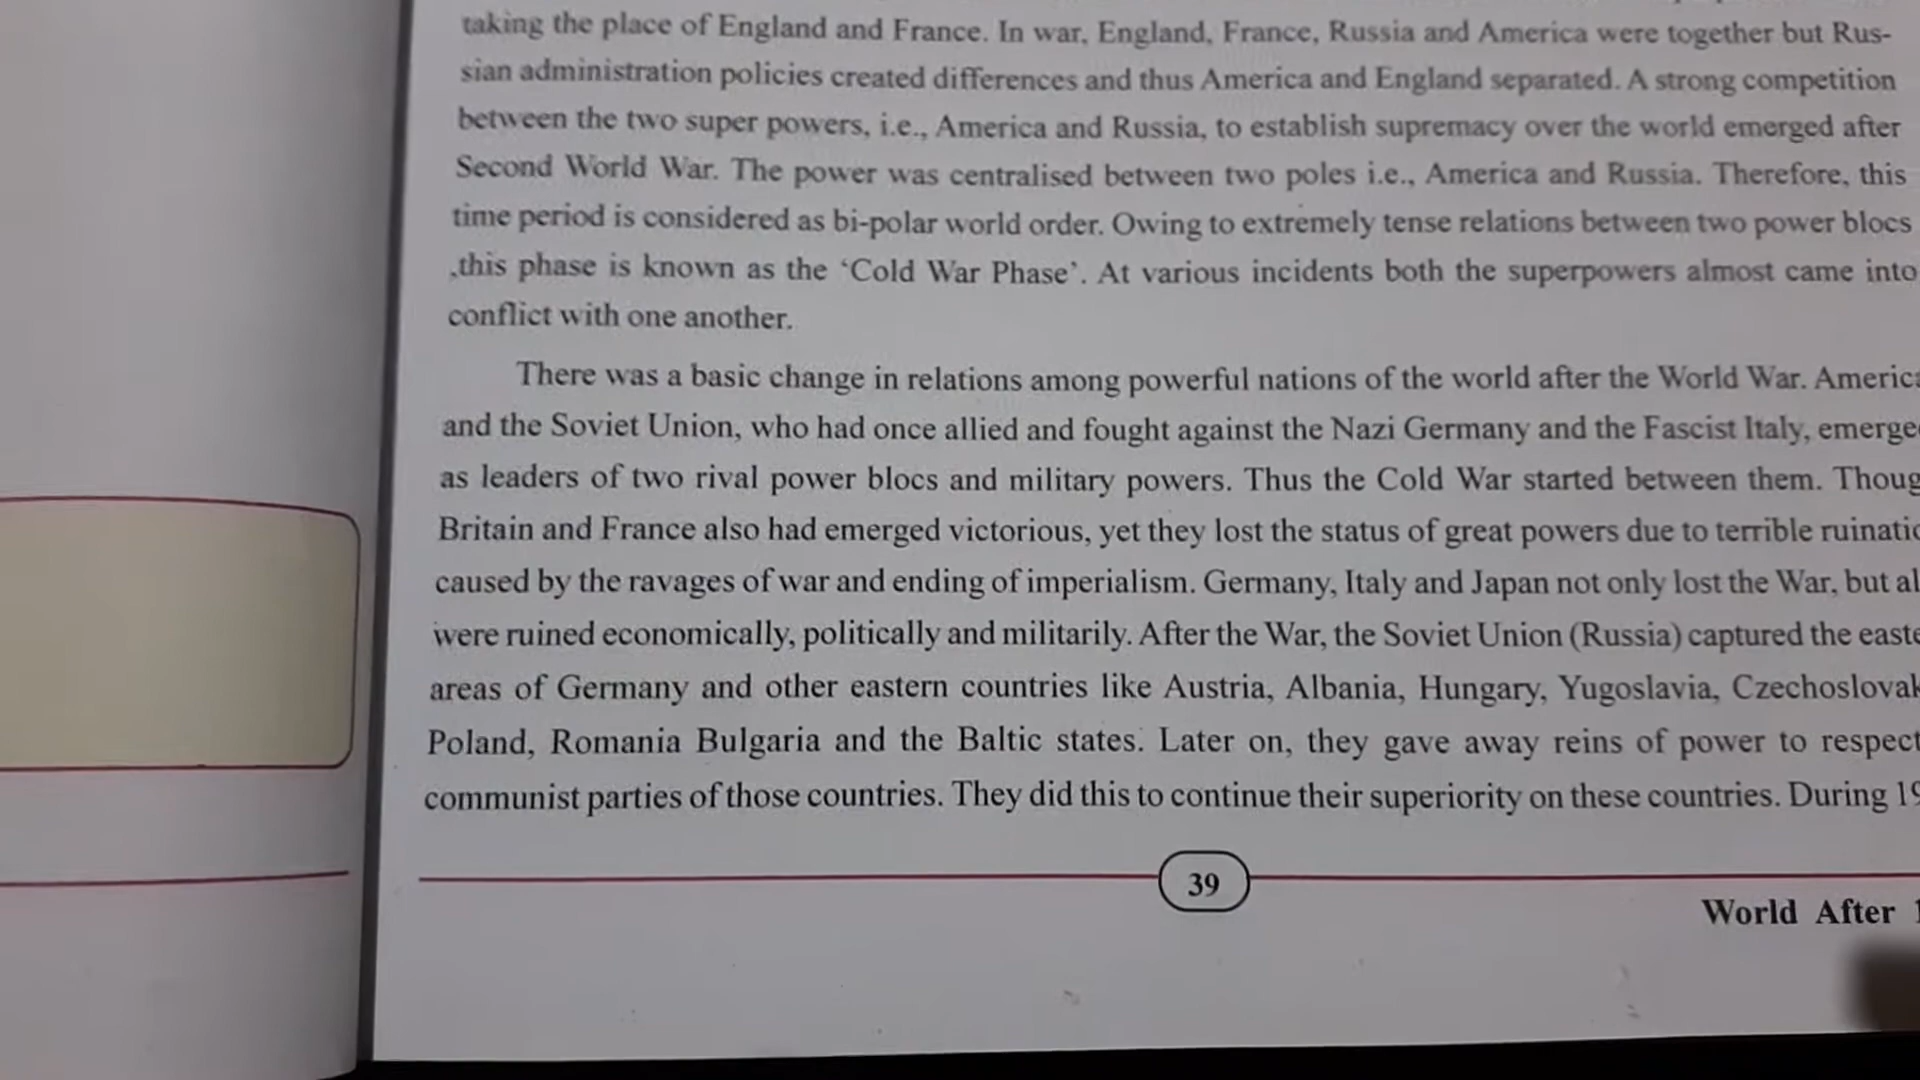 taking the place of England and France. In war, England, France, Russia and America were together but Rus-
sian administration policies created differences and thus America and England separated. A strong competition
between the two super powers, i.e., America and Russia, to establish supremacy over the world emerged after
Second World War. The power was centralised between two poles i.e., America and Russia. Therefore, this
time period is considered as bi-polar world order. Owing to extremely tense relations between two power blocs
,this phase is known as the ‘Cold War Phase’. At various incidents both the superpowers almost came into
conflict with one another.
There was a basic change in relations among powerful nations of the world after the World War. America
and the Soviet Union, who had once allied and fought against the Nazi Germany and the Fascist Italy, emerge
as leaders of two rival power blocs and military powers. Thus the Cold War started between them. Thoug
Britain and France also had emerged victorious, yet they lost the status of great powers due to terrible ruinatio
caused by the ravages of war and ending of imperialism. Germany, Italy and Japan not only lost the War, but al
were ruined economically, politically and militarily. After the War, the Soviet Union (Russia) captured the easte
areas of Germany and other eastern countries like Austria, Albania, Hungary, Yugoslavia, Czechoslovak
Poland, Romania Bulgaria and the Baltic states. Later on, they gave away reins of power to respect
communist parties of those countries. They did this to continue their superiority on these countries. During 19
39
World After 1